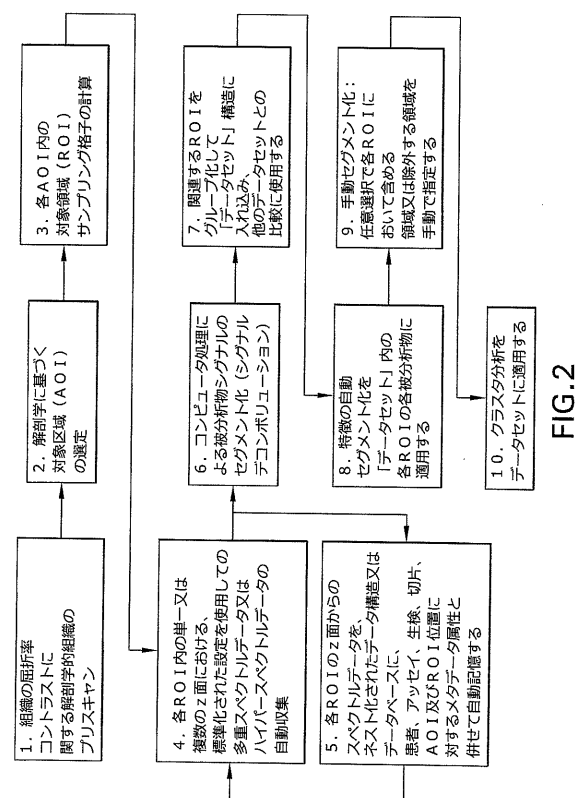 1．組織の屈折率
コントラストに
関する解剖学的組織の
プリスキャン
2．解剖学に基づく
対象区域（AOI）
の選定
3．各AOI内の
対象領域（ROI）
サンプリング格子の計算
4．各ROI内の単一又は
複数のz面における、
標準化された設定を使用しての
多重スペクトルデータ又は
ハイパースペクトルデータの
自動収集
5．各ROIのz面からの
スペクトルデータを、
ネスト化されたデータ構造又は
データベースに、
患者、アッセイ、生検、切片、
AOI及びROI位置に
対するメタデータ属性と
併せて自動記憶する
6．コンピュータ処理に
よる被分析物シグナルの
セグメント化（シグナル
デコンボリューション）
7．関連するROIを
グループ化して
「データセット」構造に
入れ込み、
他のデータセットとの
比較に使用する
8．特徴の自動
セグメント化を
「データセット」内の
各ROIの各被分析物に
適用する
9．手動セグメント化：
任意選択で各ROIに
おいて含める
領域又は除外する領域を
手動で指定する
10．クラスタ分析を
データセットに適用する
FIG.2